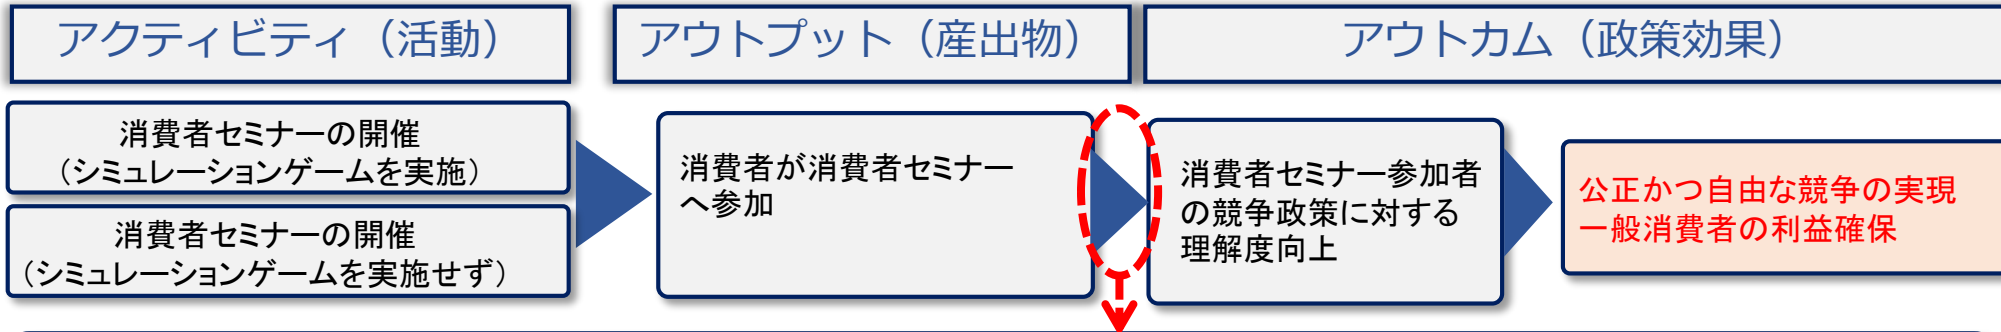 アクティビティ（活動）
アウトプット（産出物）
アウトカム（政策効果）
消費者セミナーの開催
（シミュレーションゲームを実施）
消費者セミナーの開催
（シミュレーションゲームを実施せず）
消費者が消費者セミナー
へ参加
消費者セミナー参加者
の競争政策に対する
理解度向上
公正かつ自由な競争の実現
一般消費者の利益確保